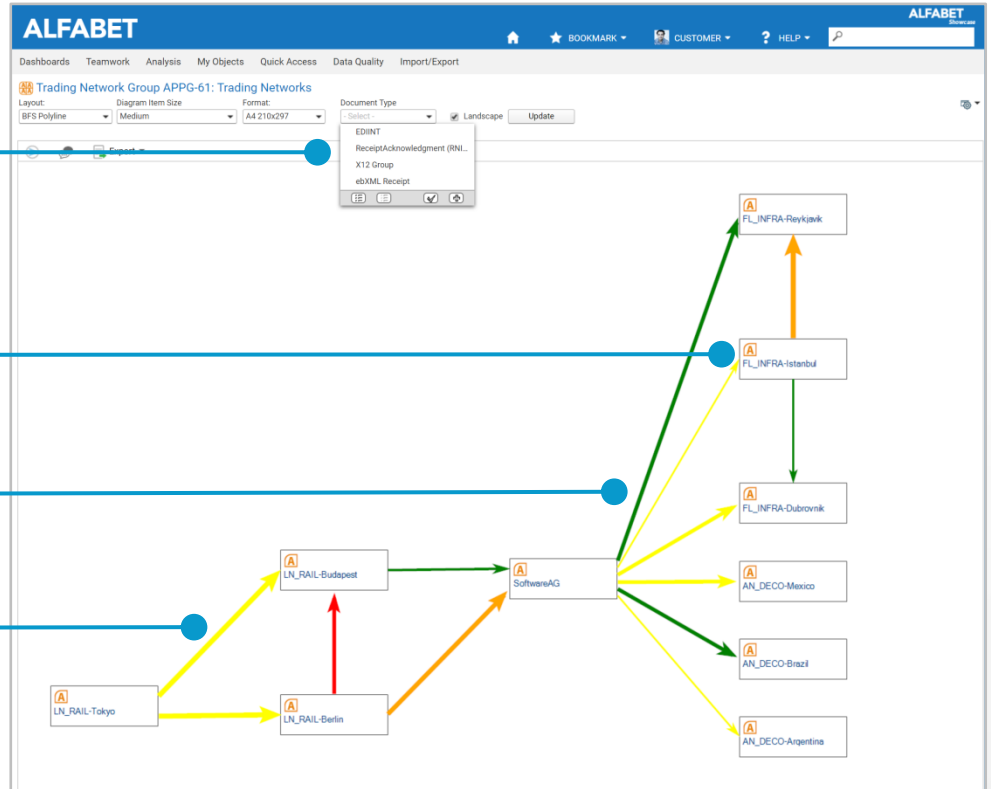 ALFABET
ALFABET
Showcase
BOOKMARK
CUSTOMER
? HELP
Dashboards Teamwork Analysis My Objects Quick Access Data Quality Import/Export
Trading Network Group APPG-61: Trading Networks
Layout: Diagram Item Size Format: Document Type
BFS Polyline Medium A4 210x297 - Select - Landscape Update
EDIINT
ReceiptAcknowledgment (RNI...
X12 Group
ebXML Receipt
Export
A
FL_INFRA-Reykjavik
A
FL_INFRA-Istanbul
A
FL_INFRA-Dubrovnik
A
LN_RAIL-Budapest
A
SoftwareAG
A
AN_DECO-Mexico
A
AN_DECO-Brazil
A
LN_RAIL-Tokyo
A
LN_RAIL-Berlin
A
AN_DECO-Argentina